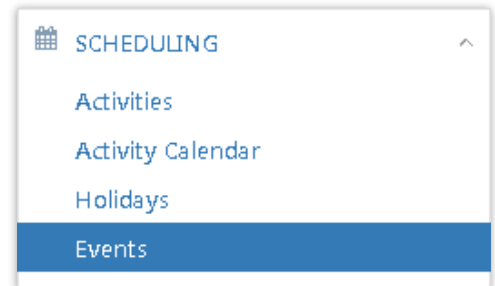 SCHEDULING
Activities
Activity Calendar
Holidays
Events